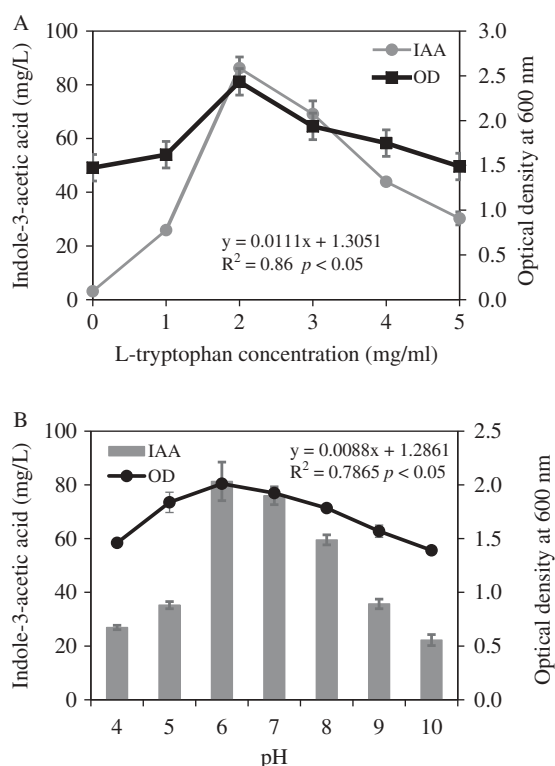 A
Indole-3-acetic acid (mg/L)
100
80
60
40
20
0
IAA
OD
y = 0.0111x + 1.3051
R² = 0.86 p < 0.05
3.0
2.5
2.0
1.5
1.0
0.5
0.0
Optical density at 600 nm
0 1 2 3 4 5
L-tryptophan concentration (mg/ml)
B
Indole-3-acetic acid (mg/L)
100
80
60
40
20
0
IAA
OD
y = 0.0088x + 1.2861
R² = 0.7865 p < 0.05
2.5
2.0
1.5
1.0
0.5
0.0
Optical density at 600 nm
4 5 6 7 8 9 10
pH